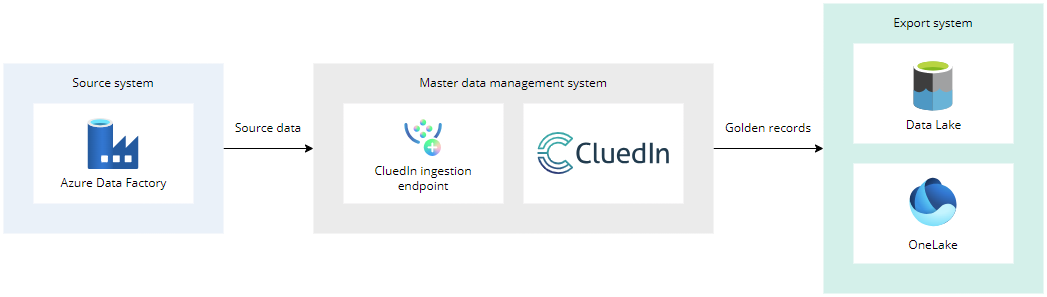 Source system
Azure Data Factory
Source data
Master data management system
CluedIn ingestion
endpoint
CluedIn
Golden records
Export system
Data Lake
OneLake